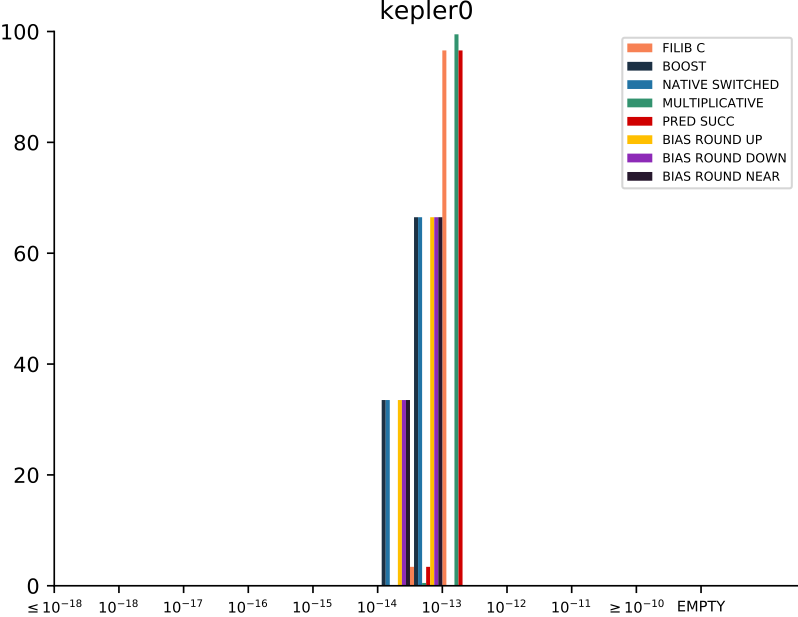 kepler0
100
80
60
40
20
0
FILIB C
BOOST
NATIVE SWITCHED
MULTIPLICATIVE
PRED SUCC
BIAS ROUND UP
BIAS ROUND DOWN
BIAS ROUND NEAR
≤ 10⁻¹⁸ 10⁻¹⁸ 10⁻¹⁷ 10⁻¹⁶ 10⁻¹⁵ 10⁻¹⁴ 10⁻¹³ 10⁻¹² 10⁻¹¹ ≥ 10⁻¹⁰ EMPTY